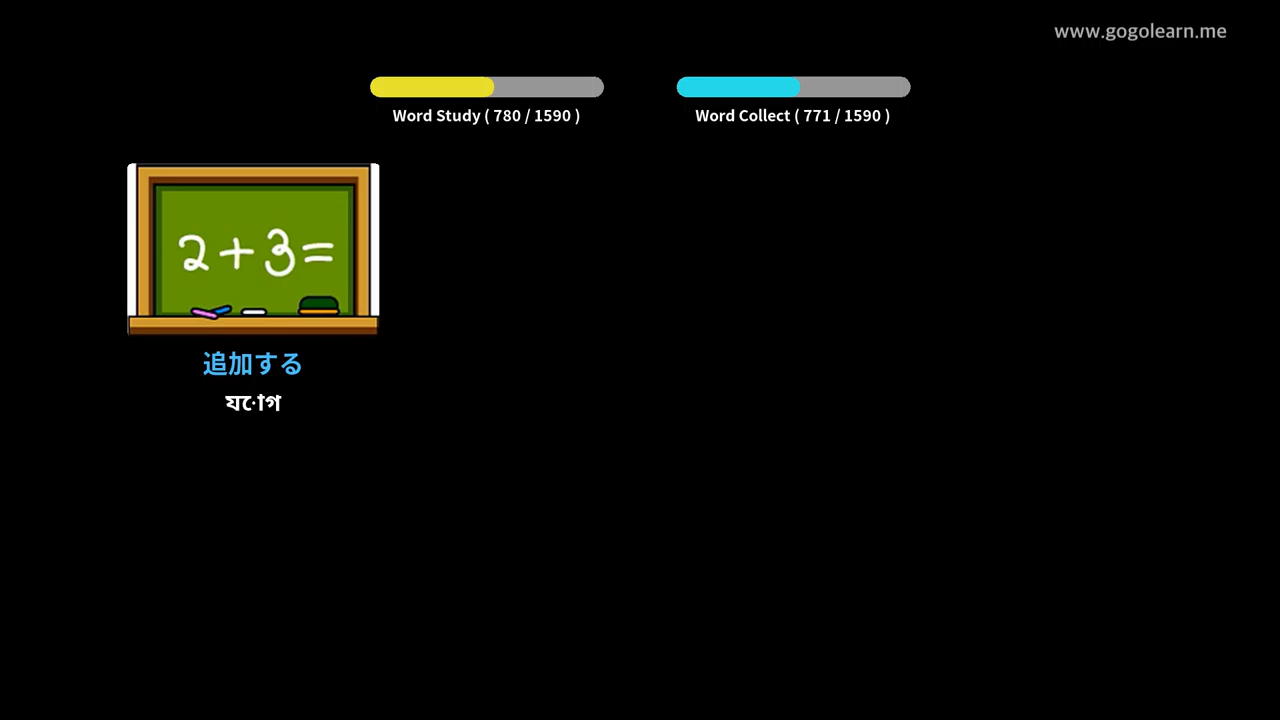 www.gogolearn.me
Word Study ( 780 / 1590 )
Word Collect ( 771 / 1590 )
2+3=
追加する
যোগ